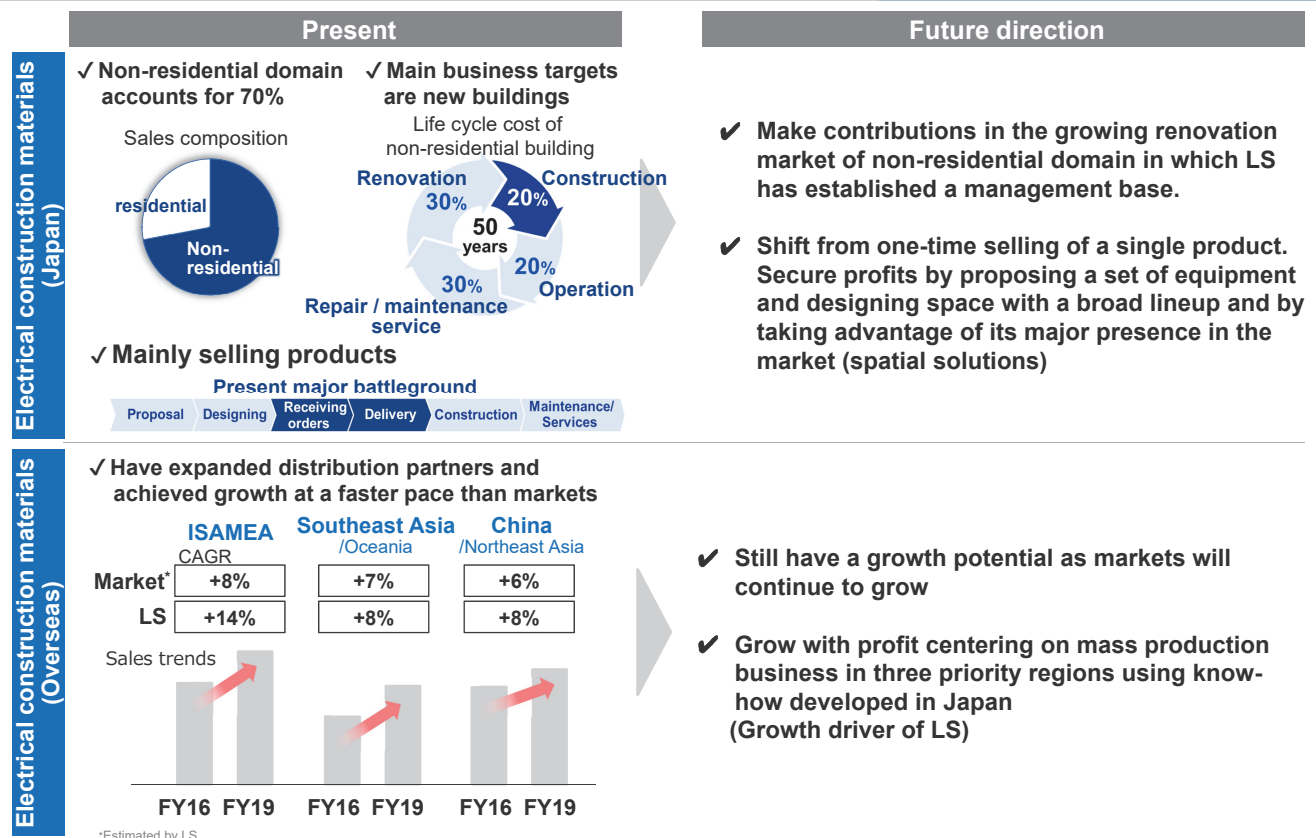 Present
Future direction
Electrical construction materials
(Japan)
✓ Non-residential domain
accounts for 70%
Sales composition
residential
Non-
residential
✓ Main business targets
are new buildings
Life cycle cost of
non-residential building
Renovation
30%
Construction
20%
50
years
20%
Operation
30%
Repair / maintenance
service
✓ Mainly selling products
Present major battleground
Proposal
Designing
Receiving
orders
Delivery
Construction
Maintenance/
Services
✔ Make contributions in the growing renovation
market of non-residential domain in which LS
has established a management base.
✔ Shift from one-time selling of a single product.
Secure profits by proposing a set of equipment
and designing space with a broad lineup and by
taking advantage of its major presence in the
market (spatial solutions)
Electrical construction materials
(Overseas)
✓ Have expanded distribution partners and
achieved growth at a faster pace than markets
ISAMEA
Southeast Asia
/Oceania
China
/Northeast Asia
CAGR
Market* +8% +7% +6%
LS +14% +8% +8%
Sales trends
FY16 FY19 FY16 FY19 FY16 FY19
*Estimated by LS
✔ Still have a growth potential as markets will
continue to grow
✔ Grow with profit centering on mass production
business in three priority regions using know-
how developed in Japan
(Growth driver of LS)